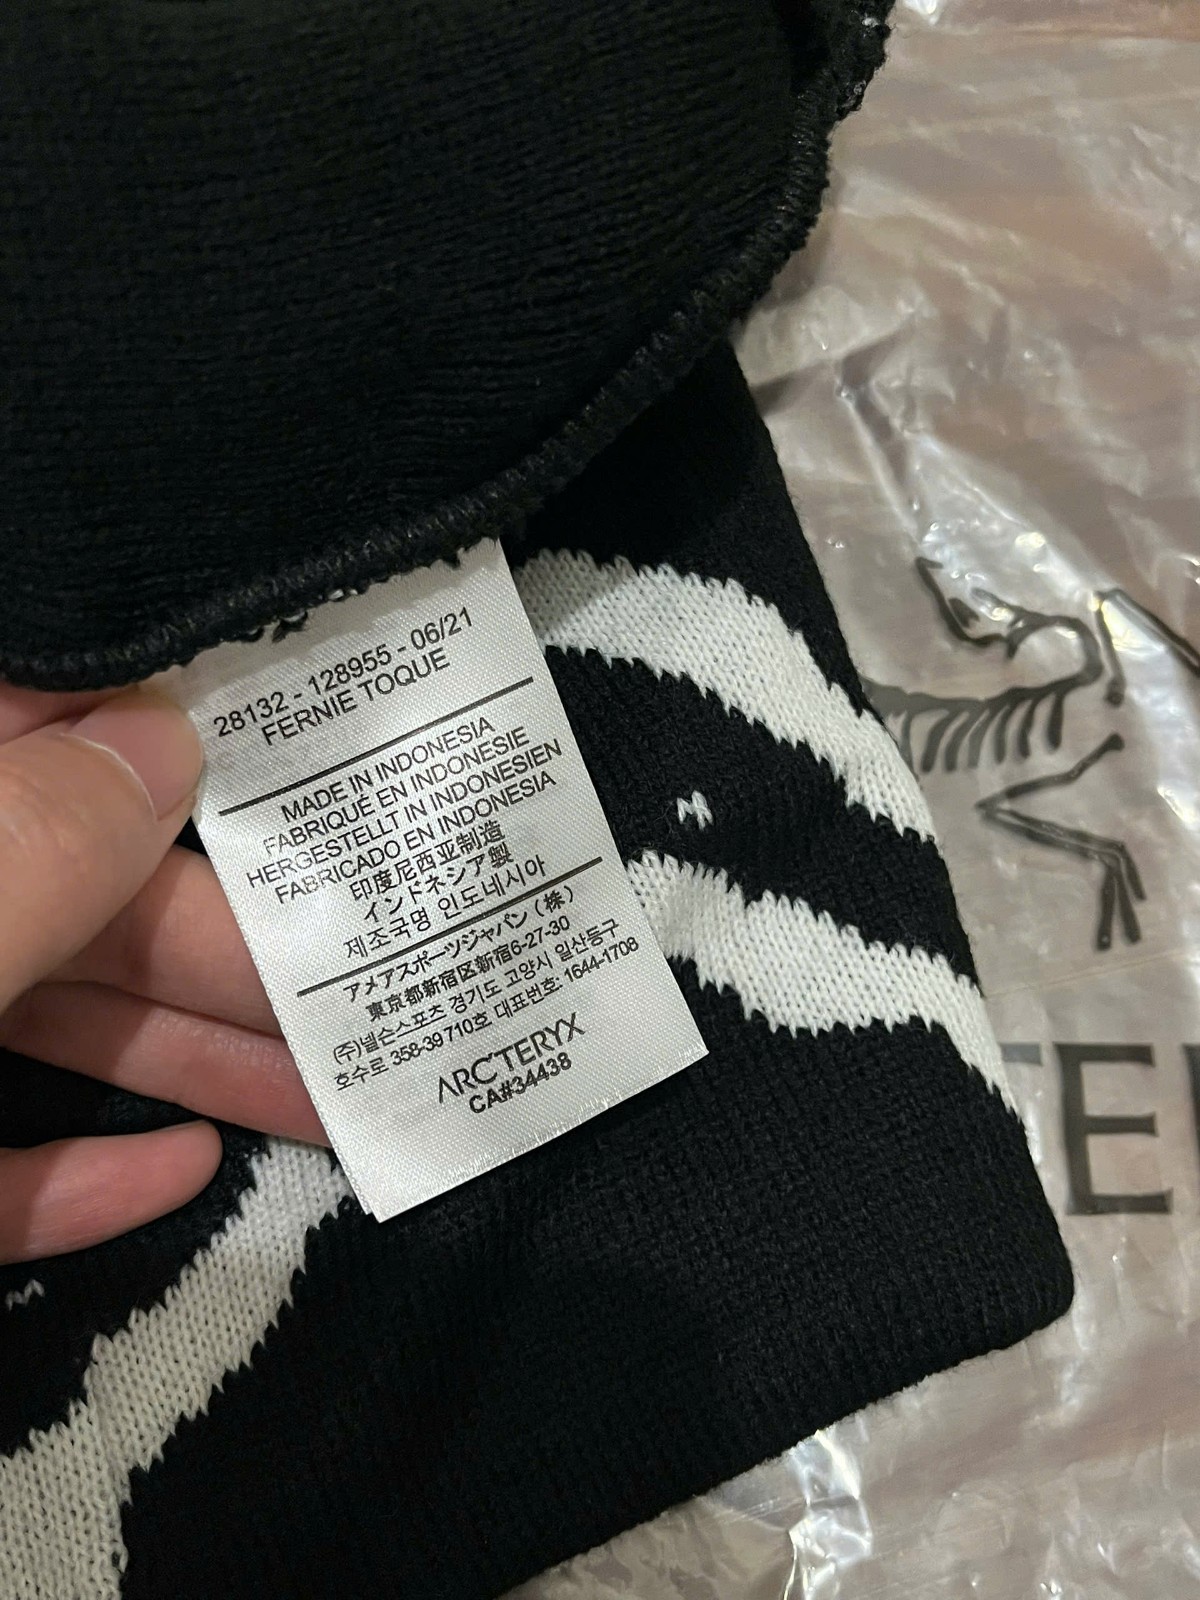 28132 - 128955 - 06/21
FERNIE TOQUE
MADE IN INDONESIA
FABRIQUÉ EN INDONÉSIE
HERGESTELLT IN INDONESIEN
FABRICADO EN INDONESIA
印度尼西亚制造
インドネシア製
제조국명 인도네시아
アメアスポーツジャパン（株）
東京都新宿区新宿6-27-30
(주)넬슨스포츠 경기도 고양시 일산동구
호수로 358-39 710호 대표번호: 1644-1708
ARC'TERYX
CA#34438
TE